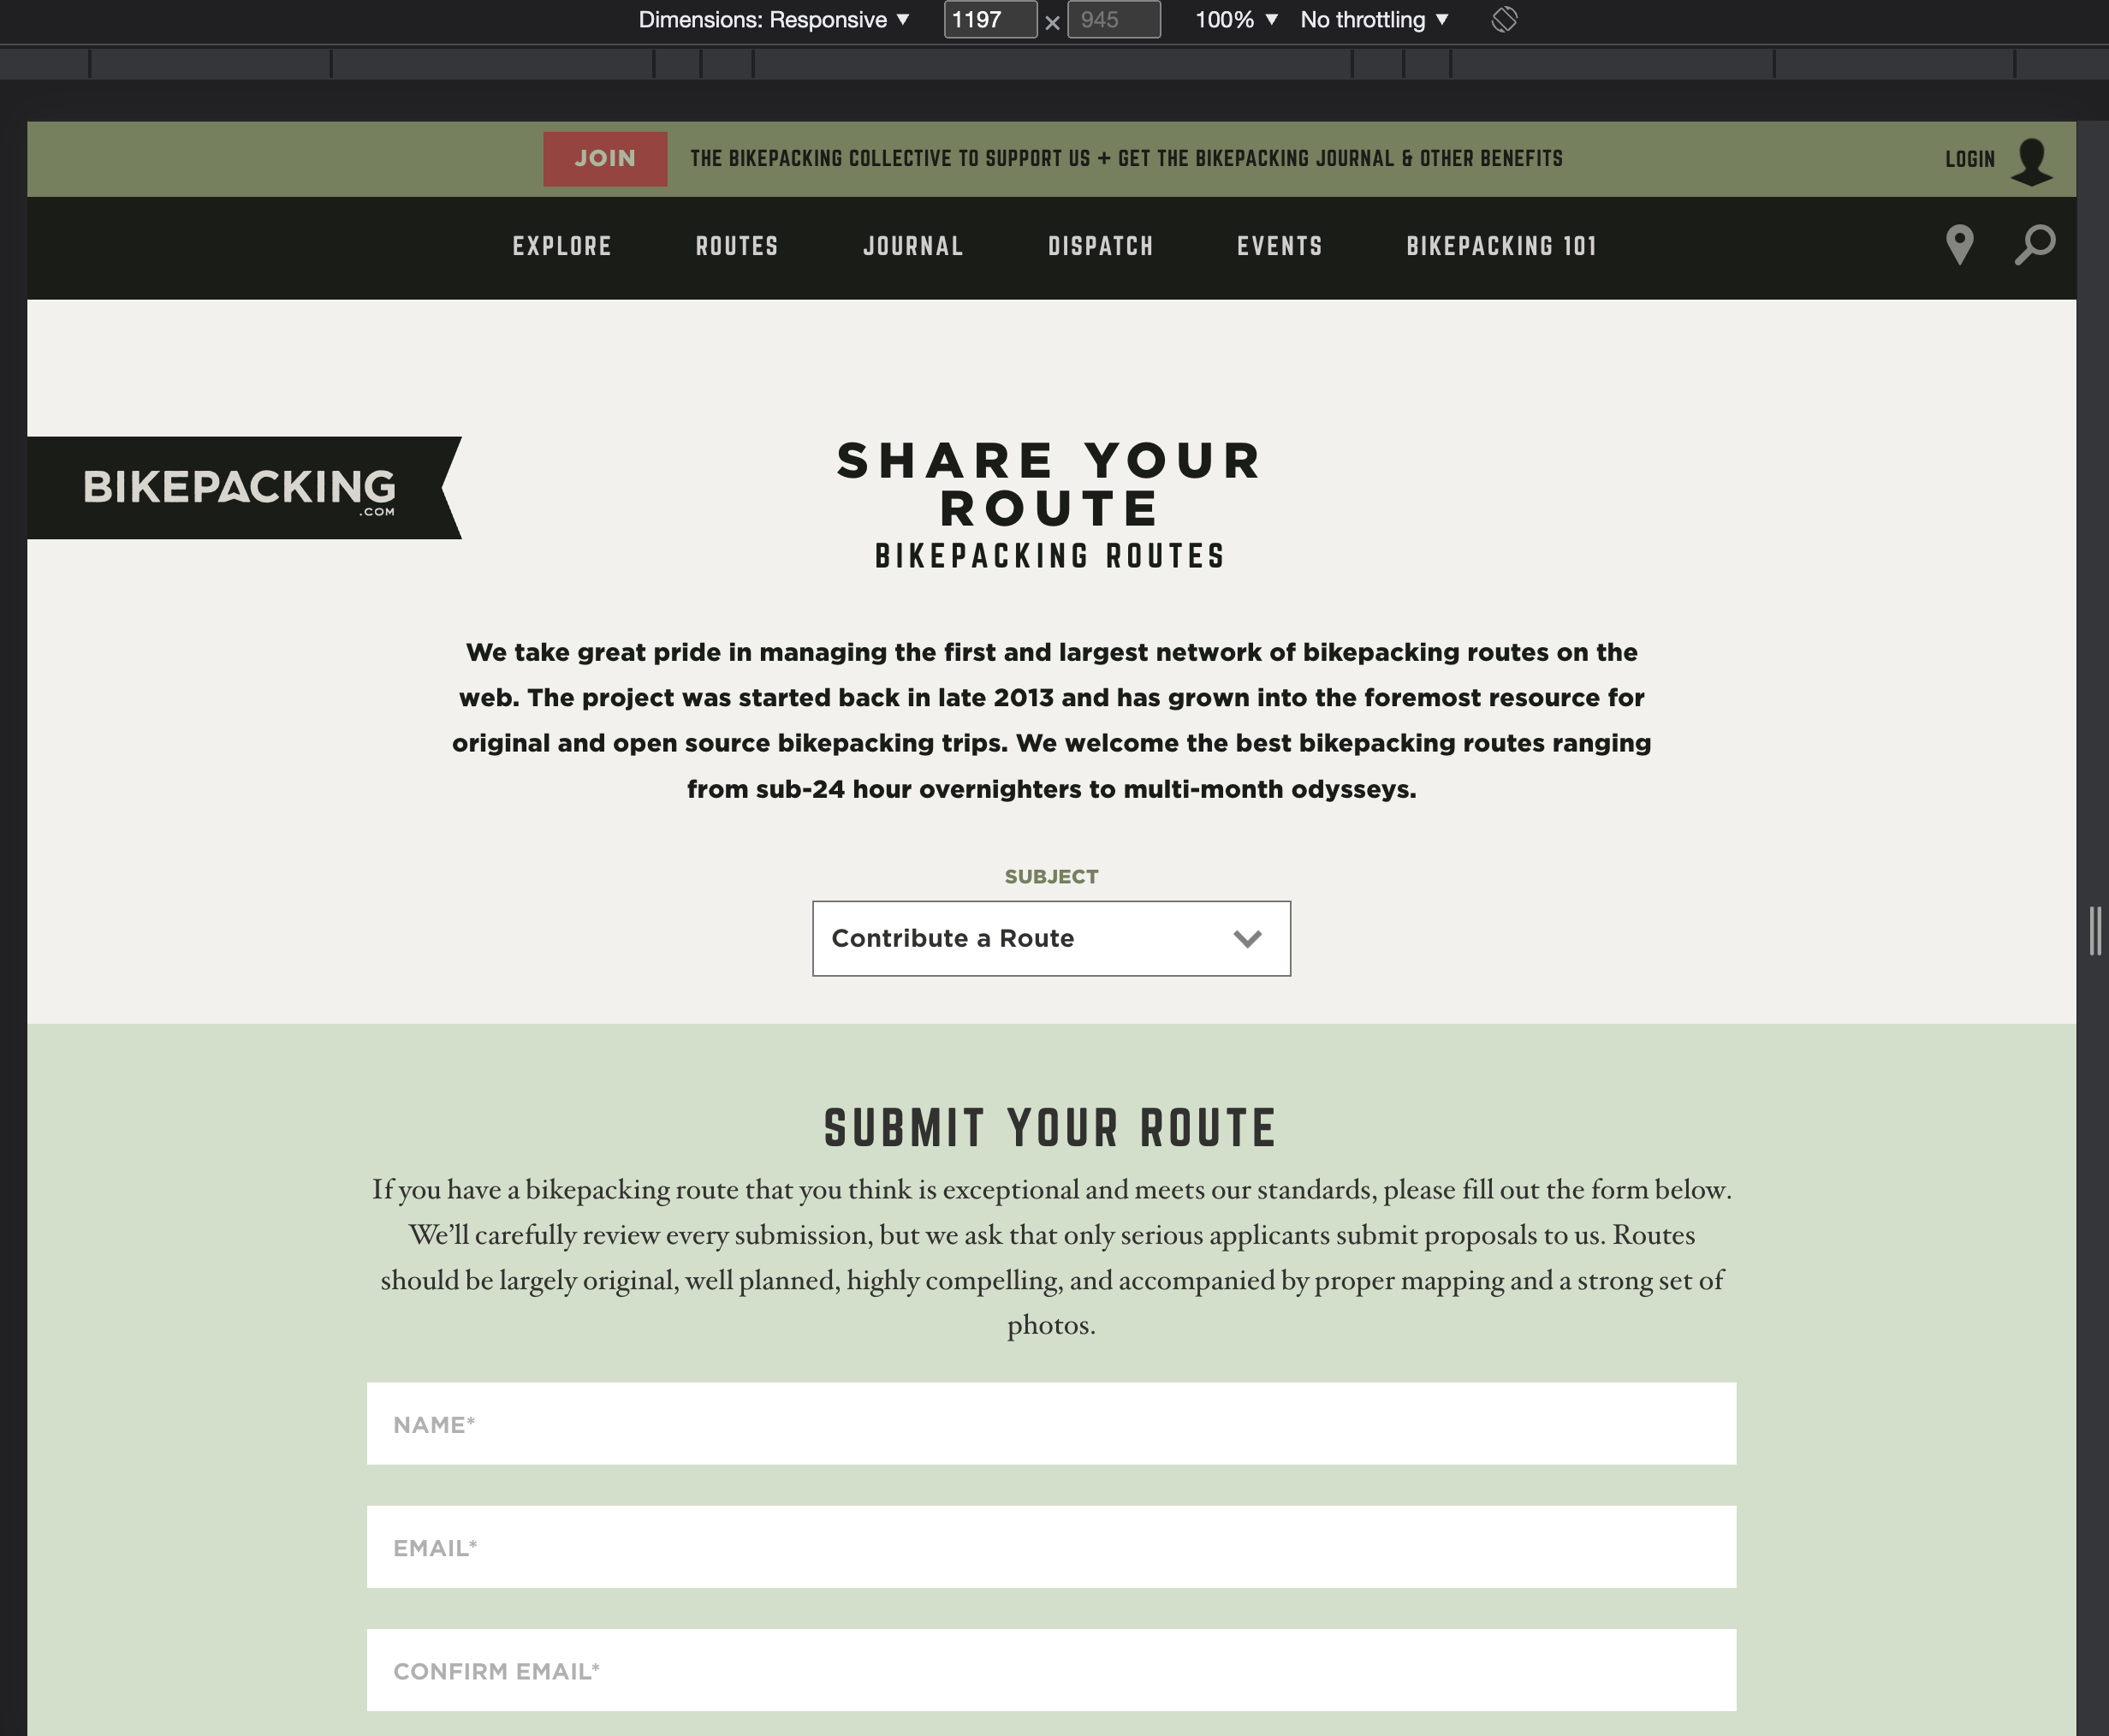 Dimensions: Responsive ▼ 1197 × 945 100% ▼ No throttling ▼
JOIN THE BIKEPACKING COLLECTIVE TO SUPPORT US + GET THE BIKEPACKING JOURNAL & OTHER BENEFITS LOGIN
EXPLORE ROUTES JOURNAL DISPATCH EVENTS BIKEPACKING 101
BIKEPACKING
.COM
SHARE YOUR
ROUTE
BIKEPACKING ROUTES
We take great pride in managing the first and largest network of bikepacking routes on the
web. The project was started back in late 2013 and has grown into the foremost resource for
original and open source bikepacking trips. We welcome the best bikepacking routes ranging
from sub-24 hour overnighters to multi-month odysseys.
SUBJECT
Contribute a Route
SUBMIT YOUR ROUTE
If you have a bikepacking route that you think is exceptional and meets our standards, please fill out the form below.
We’ll carefully review every submission, but we ask that only serious applicants submit proposals to us. Routes
should be largely original, well planned, highly compelling, and accompanied by proper mapping and a strong set of
photos.
NAME*
EMAIL*
CONFIRM EMAIL*